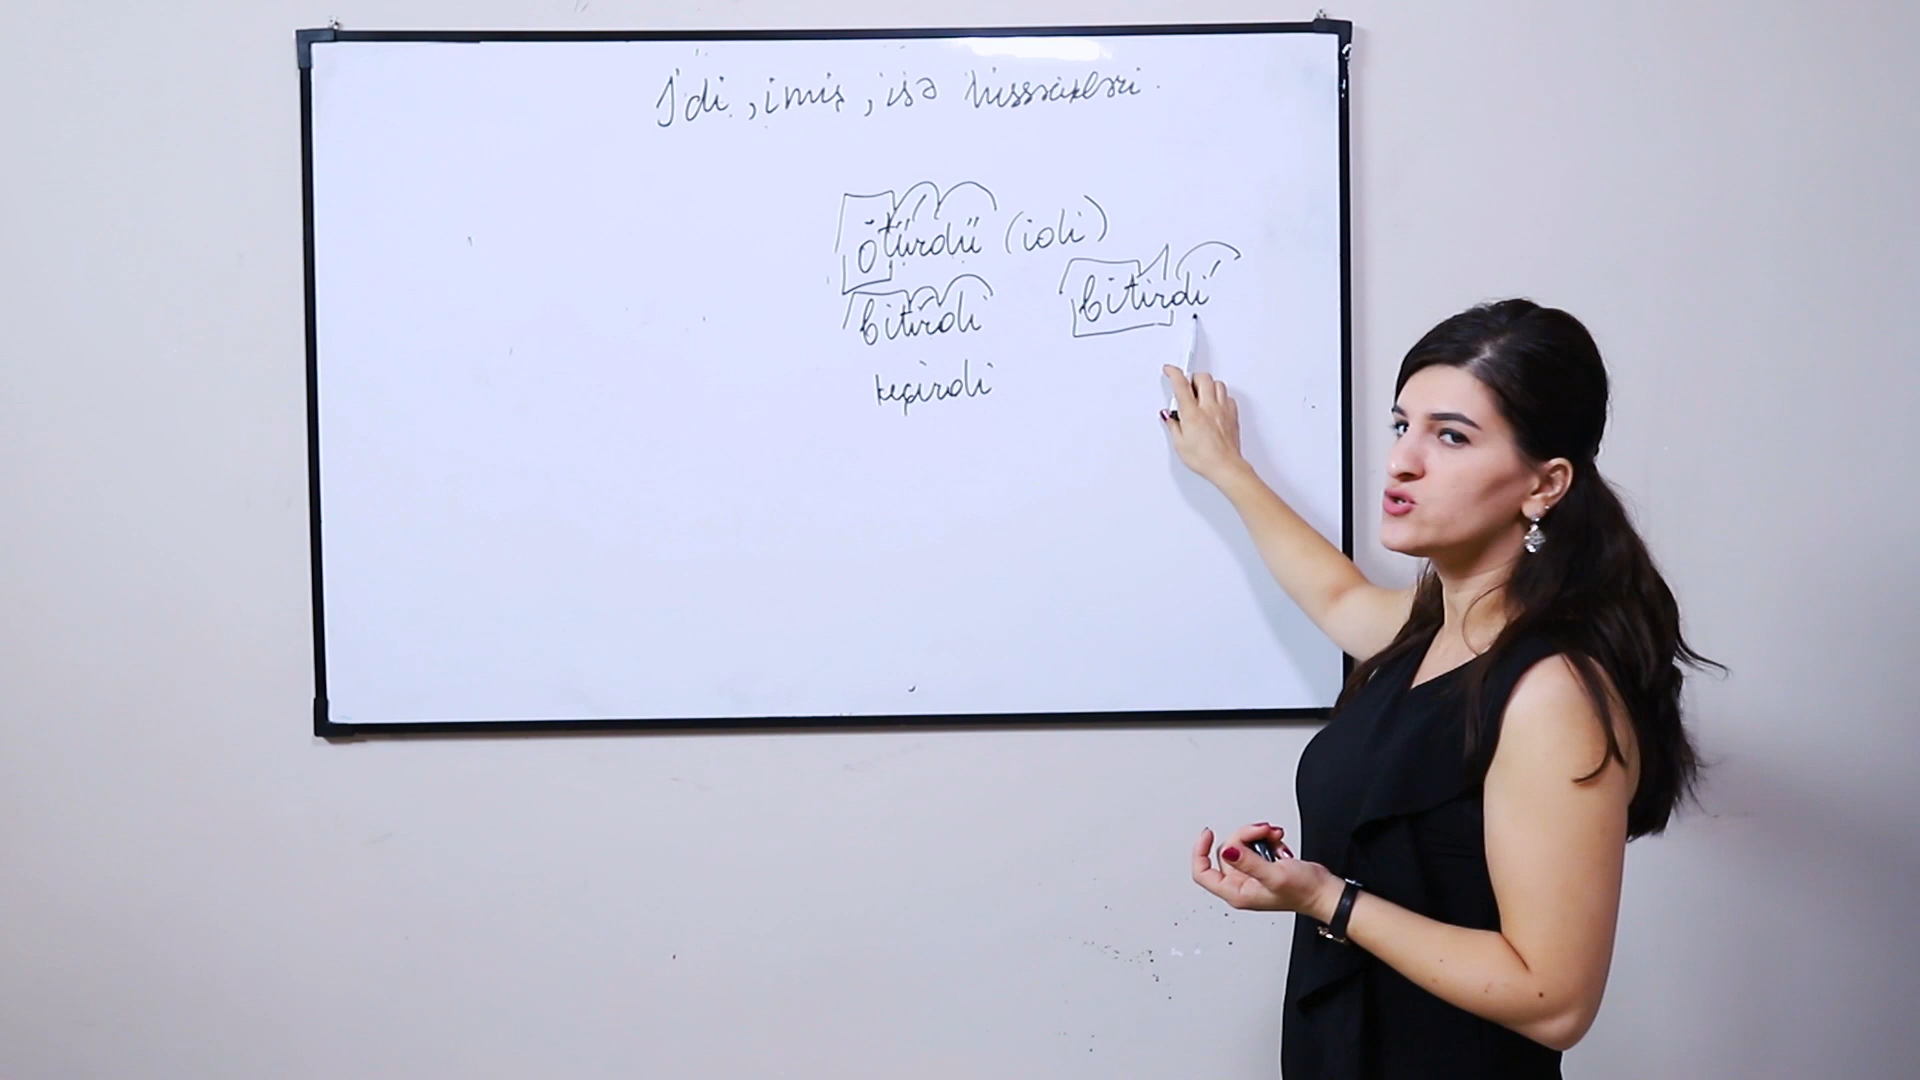 İdi, imiş, isə hissəcikləri.
ötürdü (idi)
bitirdi bitirdi
keçirdi